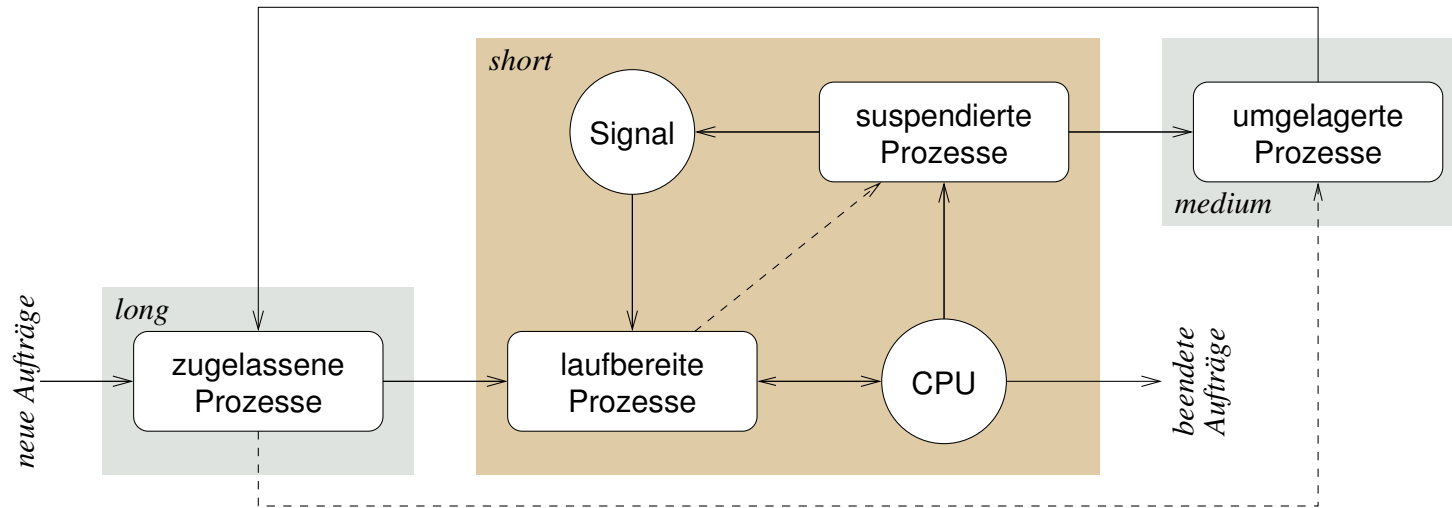 short
Signal
suspendierte
Prozesse
umgelagerte
Prozesse
medium
neue Aufträge
long
zugelassene
Prozesse
laufbereite
Prozesse
CPU
beendete
Aufträge